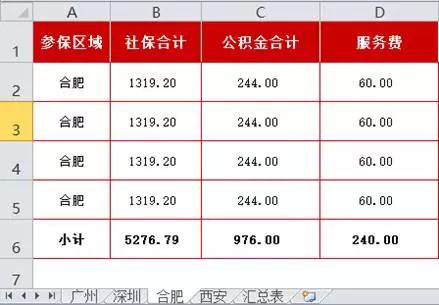 A B C D
1 参保区域 社保合计 公积金合计 服务费
2 合肥 1319.20 244.00 60.00
3 合肥 1319.20 244.00 60.00
4 合肥 1319.20 244.00 60.00
5 合肥 1319.20 244.00 60.00
6 小计 5276.79 976.00 240.00
7
广州 深圳 合肥 西安 汇总表